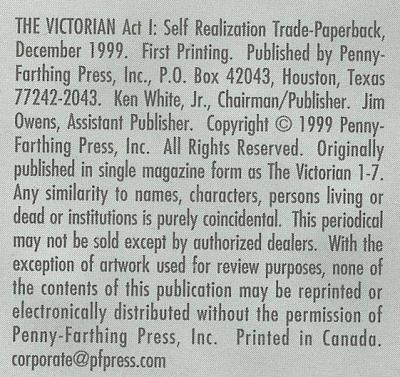 THE VICTORIAN Act I: Self Realization Trade-Paperback,
December 1999. First Printing. Published by Penny-
Farthing Press, Inc., P.O. Box 42043, Houston, Texas
77242-2043. Ken White, Jr., Chairman/Publisher. Jim
Owens, Assistant Publisher. Copyright © 1999 Penny-
Farthing Press, Inc. All Rights Reserved. Originally
published in single magazine form as The Victorian 1-7.
Any similarity to names, characters, persons living or
dead or institutions is purely coincidental. This periodical
may not be sold except by authorized dealers. With the
exception of artwork used for review purposes, none of
the contents of this publication may be reprinted or
electronically distributed without the permission of
Penny-Farthing Press, Inc. Printed in Canada.
corporate@pfpress.com